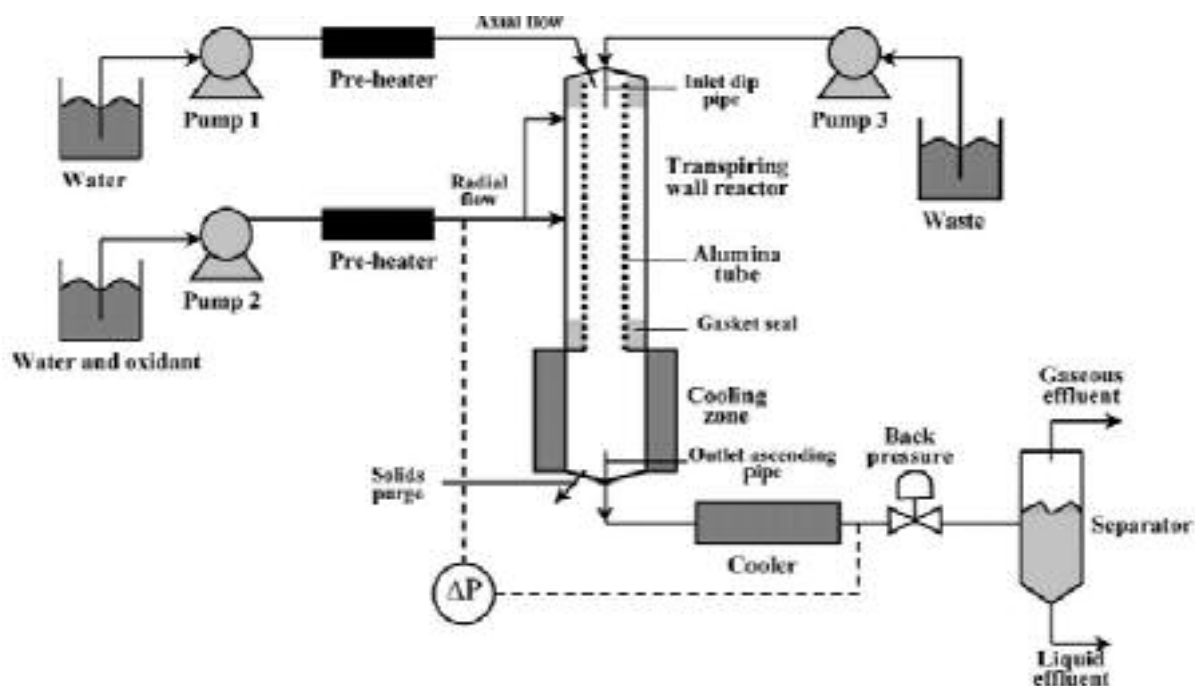 Axial flow
Pre-heater
Pump 1
Water
Inlet dip
pipe
Pump 3
Waste
Radial
flow
Transpiring
wall reactor
Pre-heater
Pump 2
Water and oxidant
Alumina
tube
Gasket seal
Cooling
zone
Gaseous
effluent
Back
pressure
Outlet ascending
pipe
Solids
purge
Separator
Cooler
ΔP
Liquid
effluent